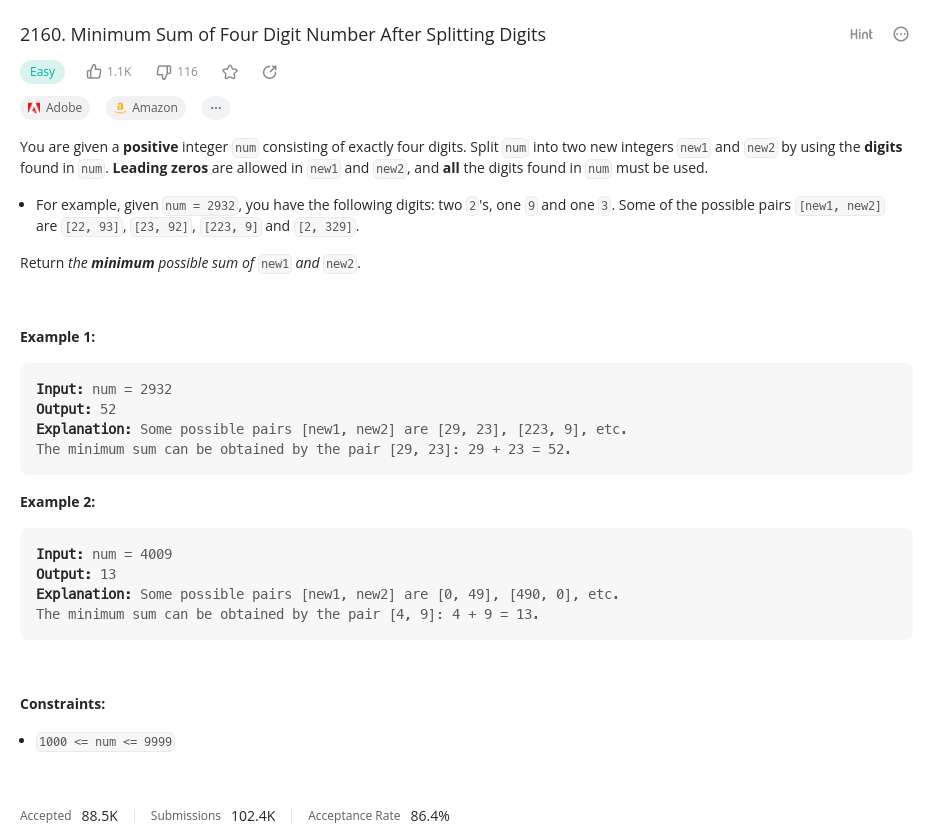 2160. Minimum Sum of Four Digit Number After Splitting Digits
Hint
Easy 1.1K 116
Adobe Amazon ...
You are given a positive integer num consisting of exactly four digits. Split num into two new integers new1 and new2 by using the digits
found in num. Leading zeros are allowed in new1 and new2, and all the digits found in num must be used.
• For example, given num = 2932, you have the following digits: two 2's, one 9 and one 3. Some of the possible pairs [new1, new2]
are [22, 93], [23, 92], [223, 9] and [2, 329].
Return the minimum possible sum of new1 and new2.
Example 1:
Input: num = 2932
Output: 52
Explanation: Some possible pairs [new1, new2] are [29, 23], [223, 9], etc.
The minimum sum can be obtained by the pair [29, 23]: 29 + 23 = 52.
Example 2:
Input: num = 4009
Output: 13
Explanation: Some possible pairs [new1, new2] are [0, 49], [490, 0], etc.
The minimum sum can be obtained by the pair [4, 9]: 4 + 9 = 13.
Constraints:
• 1000 <= num <= 9999
Accepted 88.5K Submissions 102.4K Acceptance Rate 86.4%